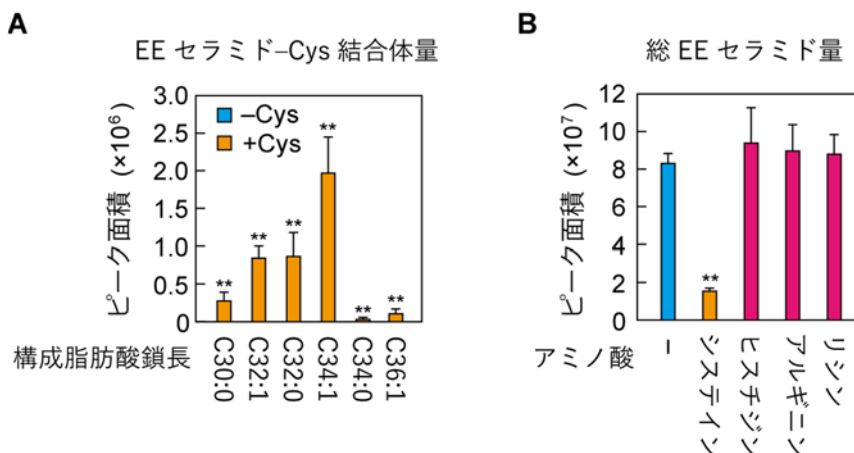 A
EE セラミド–Cys 結合体量
ピーク面積 (×10⁶)
3.0
2.5
2.0
1.5
1.0
0.5
0
–Cys
+Cys
**
**
**
**
**
**
構成脂肪酸鎖長
C30:0
C32:1
C32:0
C34:1
C34:0
C36:1
B
総 EE セラミド量
ピーク面積 (×10⁷)
12
10
8
6
4
2
0
**
アミノ酸
–
システイン
ヒスチジン
アルギニン
リシン